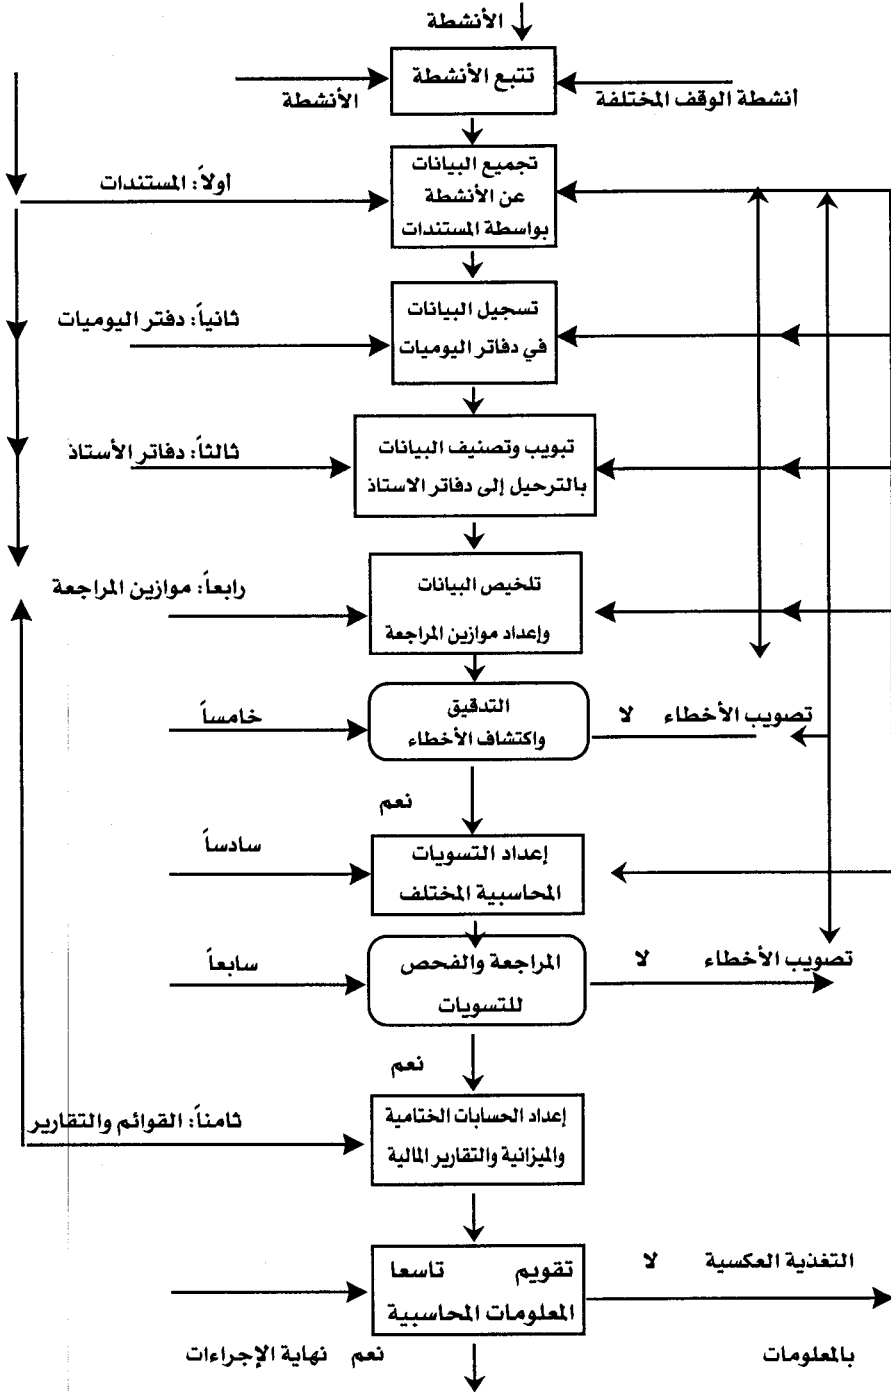 الأنشطة
تتبع الأنشطة
أنشطة الوقف المختلفة
الأنشطة
تجميع البيانات
عن الأنشطة
بواسطة المستندات
أولاً: المستندات
تسجيل البيانات
في دفاتر اليوميات
ثانياً: دفتر اليوميات
تبويب وتصنيف البيانات
بالترحيل إلى دفاتر الاستاذ
ثالثاً: دفاتر الأستاذ
تلخيص البيانات
وإعداد موازين المراجعة
رابعاً: موازين المراجعة
التدقيق
واكتشاف الأخطاء
خامساً
تصويب الأخطاء لا
نعم
إعداد التسويات
المحاسبية المختلف
سادساً
المراجعة والفحص
للتسويات
سابعاً
تصويب الأخطاء لا
نعم
إعداد الحسابات الختامية
والميزانية والتقارير المالية
ثامناً: القوائم والتقارير
تقويم تاسعا
المعلومات المحاسبية
التغذية العكسية لا
بالمعلومات
نعم نهاية الإجراءات